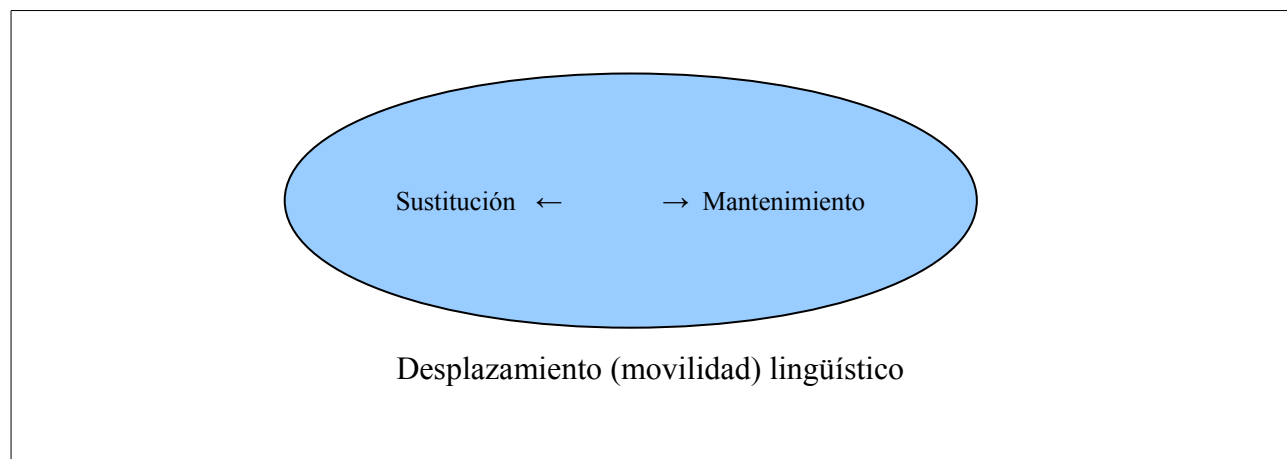 Sustitución ← → Mantenimiento
Desplazamiento (movilidad) lingüístico